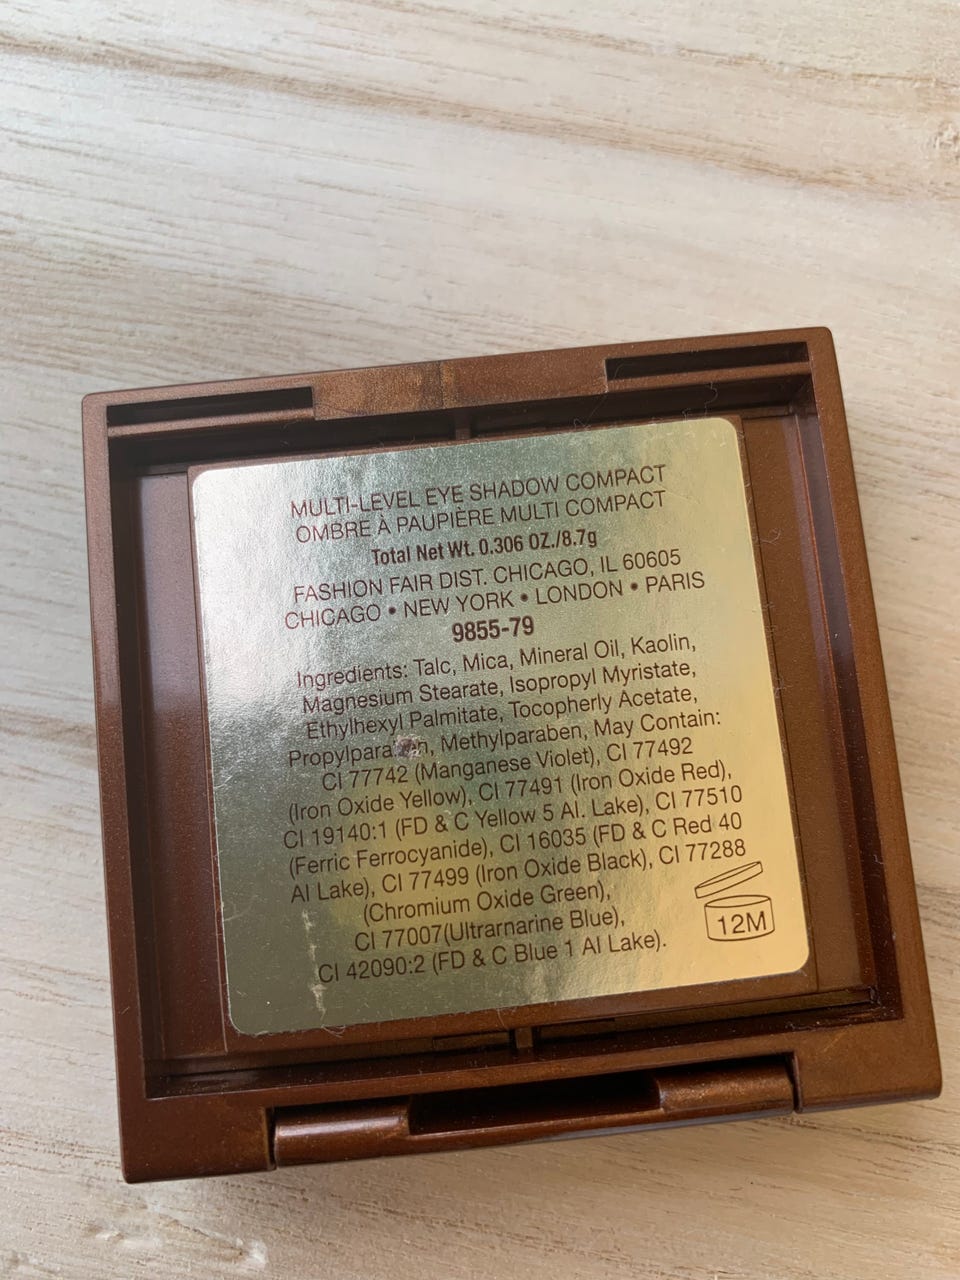 MULTI-LEVEL EYE SHADOW COMPACT
OMBRE À PAUPIÈRE MULTI COMPACT
Total Net Wt. 0.306 OZ./8.7g
FASHION FAIR DIST. CHICAGO, IL 60605
CHICAGO • NEW YORK • LONDON • PARIS
9855-79
Ingredients: Talc, Mica, Mineral Oil, Kaolin,
Magnesium Stearate, Isopropyl Myristate,
Ethylhexyl Palmitate, Tocopherly Acetate,
Methylparaben, May Contain:
CI 77742 (Manganese Violet), CI 77492
(Iron Oxide Yellow), CI 77491 (Iron Oxide Red),
CI 19140:1 (FD & C Yellow 5 Al. Lake), CI 77510
(Ferric Ferrocyanide), CI 16035 (FD & C Red 40
Al Lake), CI 77499 (Iron Oxide Black), CI 77288
(Chromium Oxide Green),
CI 77007(Ultrarnarine Blue),
CI 42090:2 (FD & C Blue 1 Al Lake).
12M